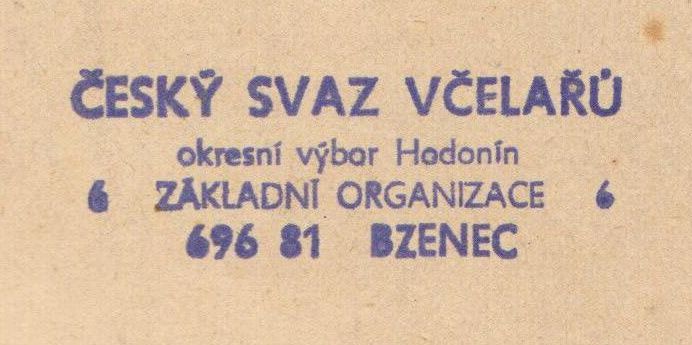 ČESKÝ SVAZ VČELAŘŮ
okresní výbor Hodonín
6 ZÁKLADNÍ ORGANIZACE 6
696 81 BZENEC